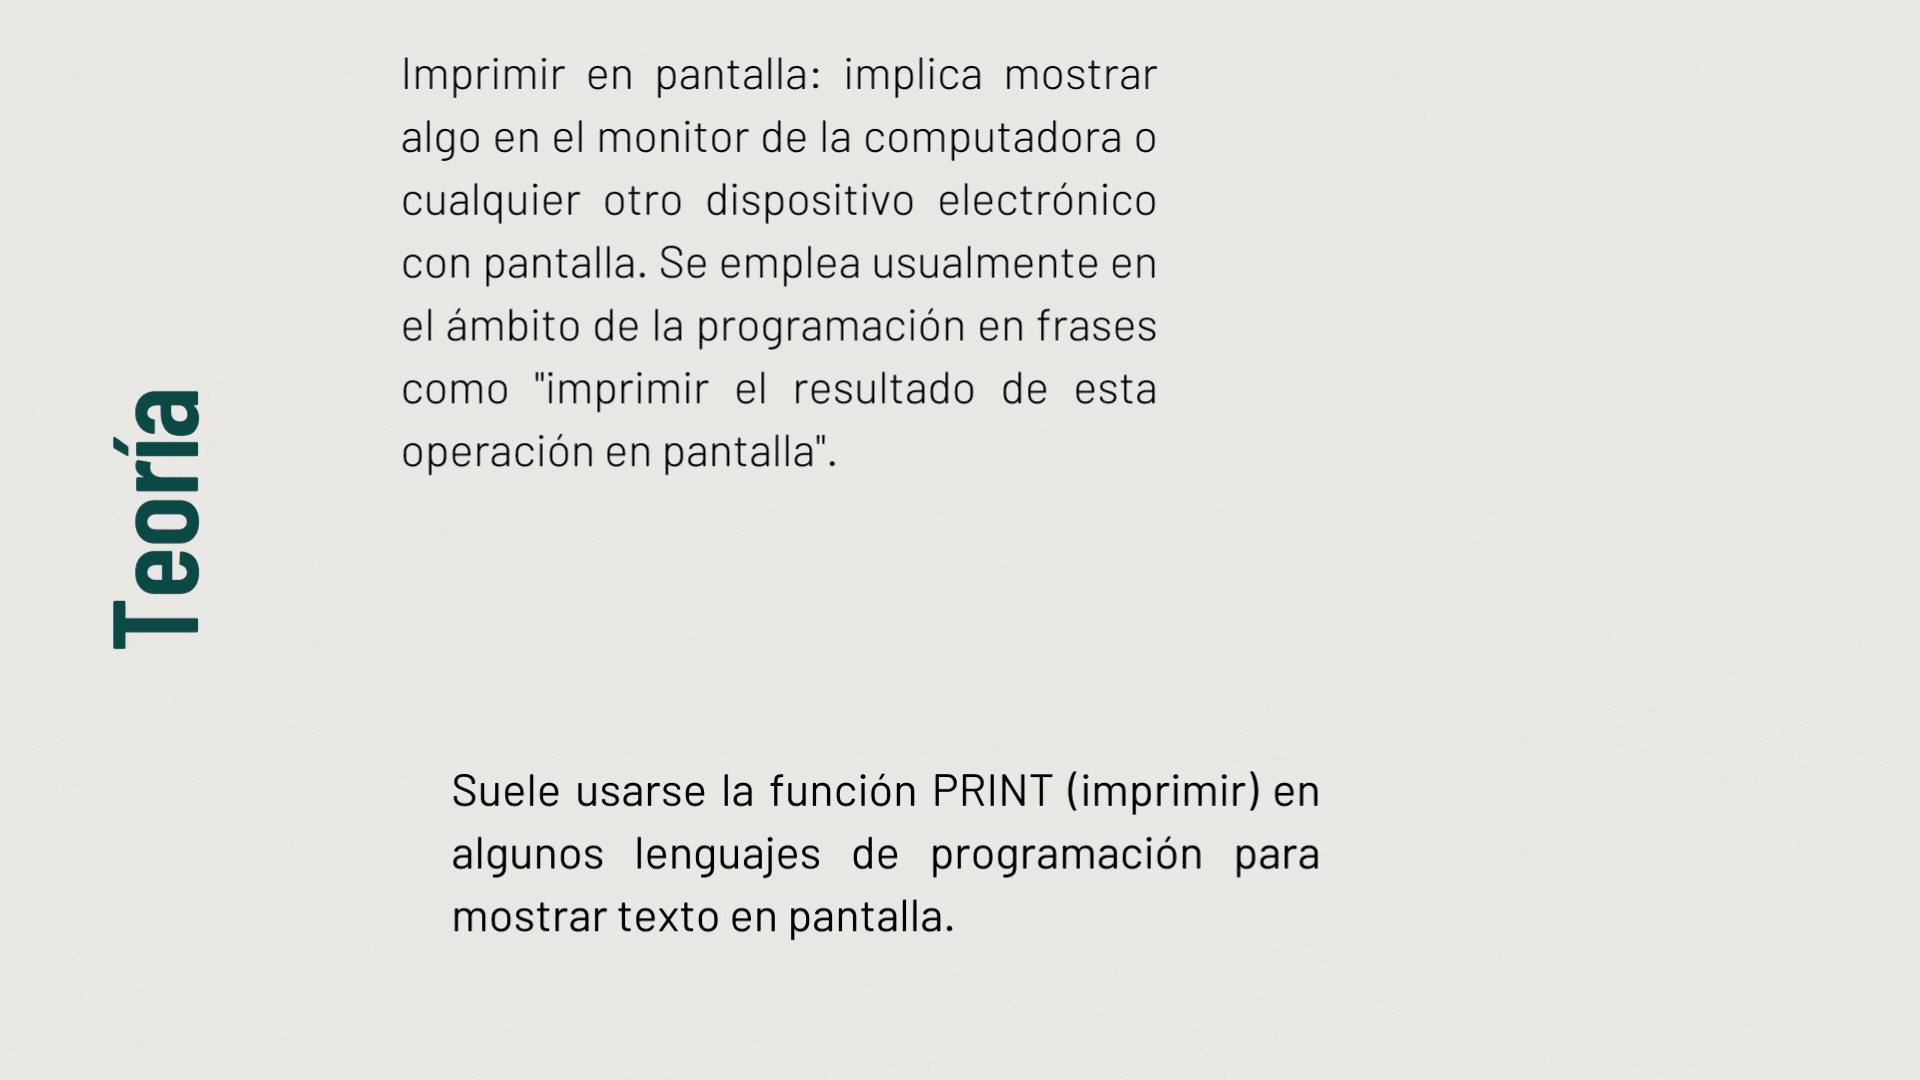 Teoría
Imprimir en pantalla: implica mostrar
algo en el monitor de la computadora o
cualquier otro dispositivo electrónico
con pantalla. Se emplea usualmente en
el ámbito de la programación en frases
como "imprimir el resultado de esta
operación en pantalla".
Suele usarse la función PRINT (imprimir) en
algunos lenguajes de programación para
mostrar texto en pantalla.